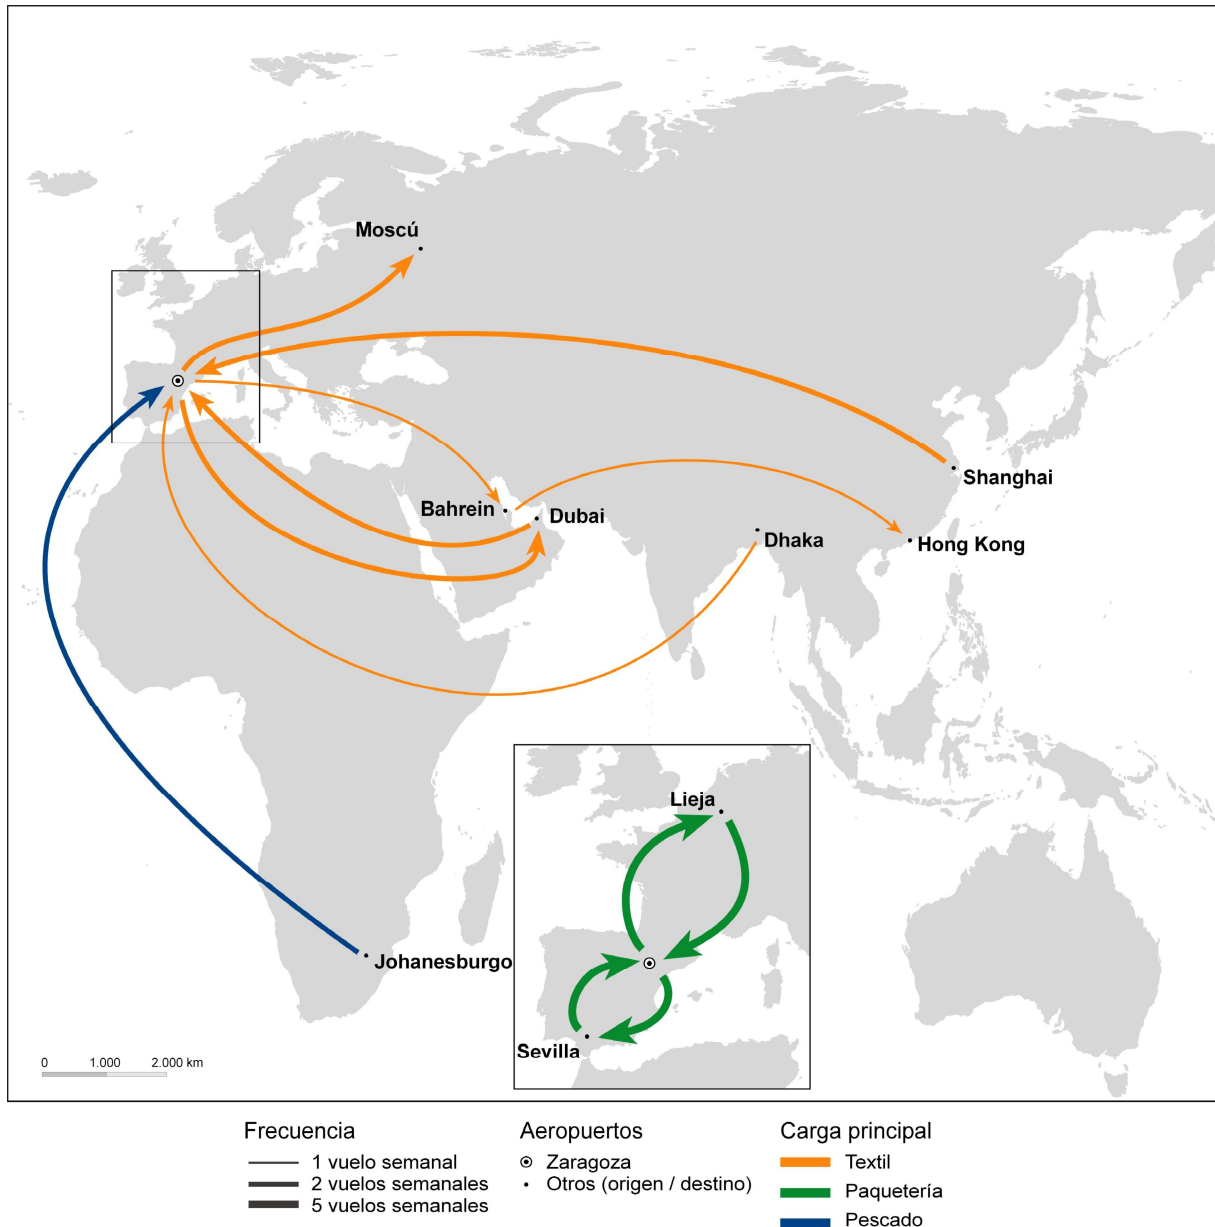 Moscú
Shanghai
Bahrein
Dubai
Dhaka
Hong Kong
Lieja
Johanesburgo
Sevilla
0 1.000 2.000 km
Frecuencia
1 vuelo semanal
2 vuelos semanales
5 vuelos semanales
Aeropuertos
Zaragoza
Otros (origen / destino)
Carga principal
Textil
Paquetería
Pescado